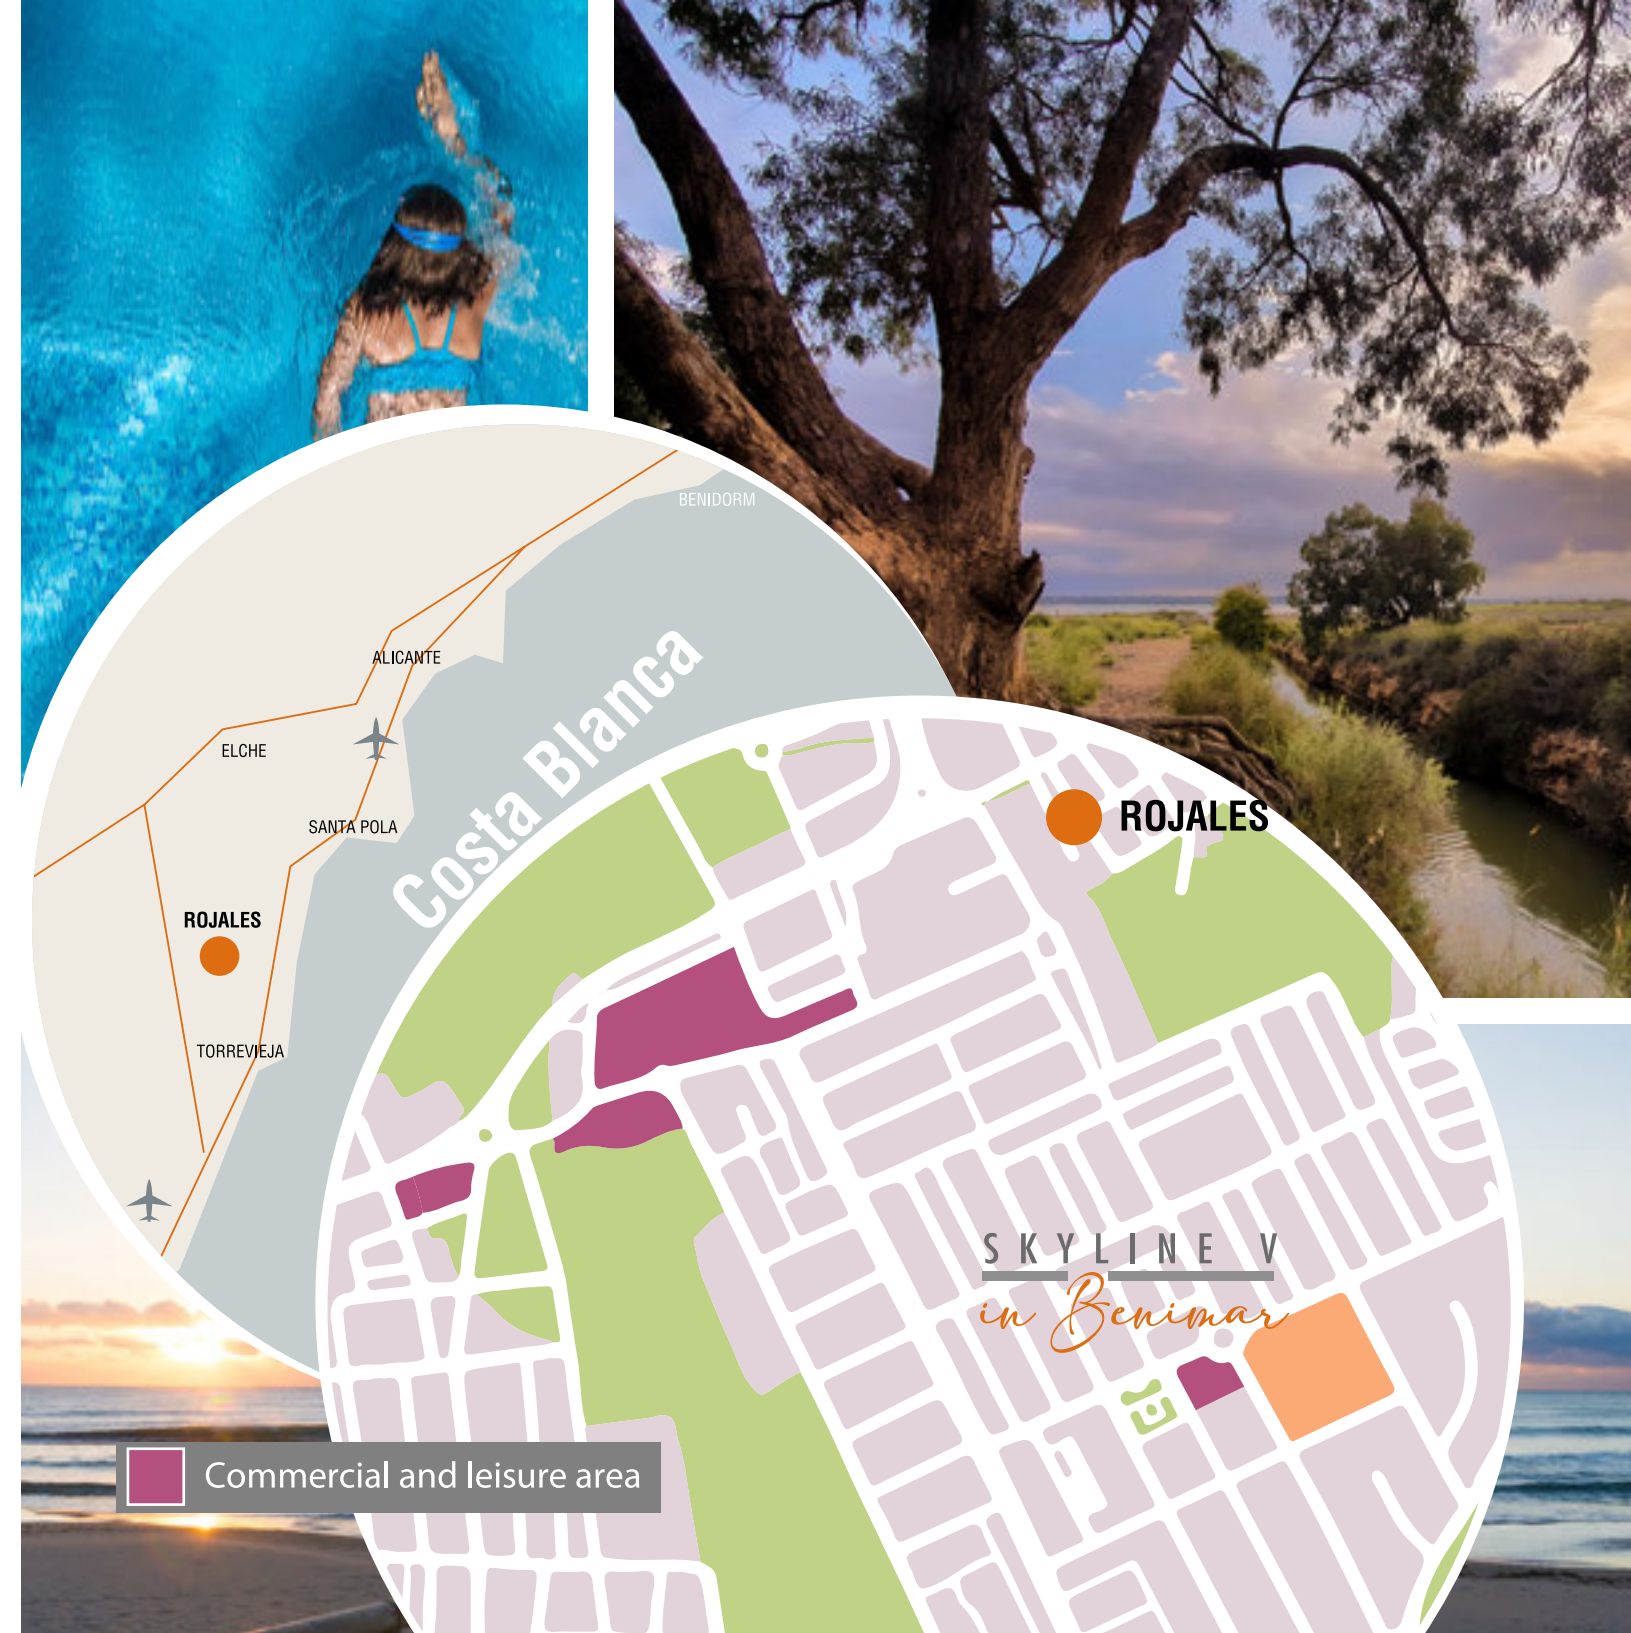 BENIDORM
ALICANTE
ELCHE
SANTA POLA
Costa Blanca
ROJALES
ROJALES
TORREVIEJA
SKYLINE V
in Benimar
Commercial and leisure area